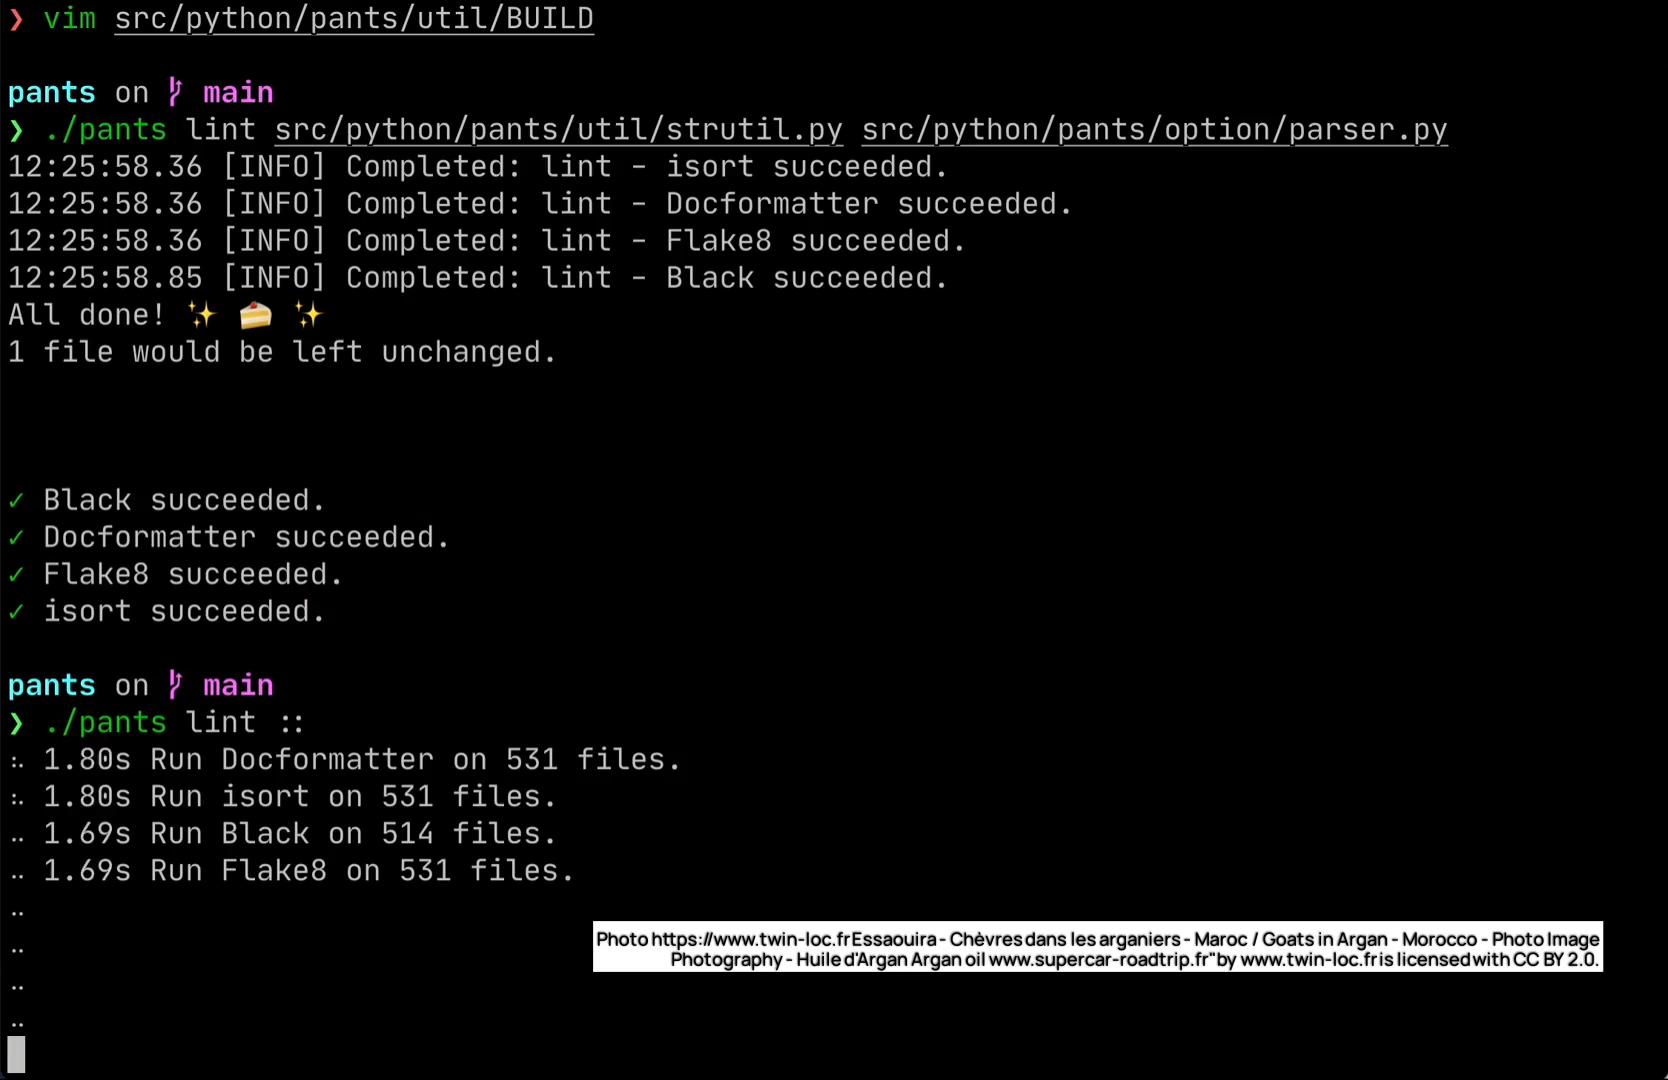 ❯ vim src/python/pants/util/BUILD
pants on main
❯ ./pants lint src/python/pants/util/strutil.py src/python/pants/option/parser.py
12:25:58.36 [INFO] Completed: lint - isort succeeded.
12:25:58.36 [INFO] Completed: lint - Docformatter succeeded.
12:25:58.36 [INFO] Completed: lint - Flake8 succeeded.
12:25:58.85 [INFO] Completed: lint - Black succeeded.
All done! ✨ 🍰 ✨
1 file would be left unchanged.
✓ Black succeeded.
✓ Docformatter succeeded.
✓ Flake8 succeeded.
✓ isort succeeded.
pants on main
❯ ./pants lint ::
1.80s Run Docformatter on 531 files.
1.80s Run isort on 531 files.
1.69s Run Black on 514 files.
1.69s Run Flake8 on 531 files.
Photo https://www.twin-loc.fr Essaouira - Chèvres dans les arganiers - Maroc / Goats in Argan - Morocco - Photo Image
Photography - Huile d'Argan Argan oil www.supercar-roadtrip.fr" by www.twin-loc.fr is licensed with CC BY 2.0.